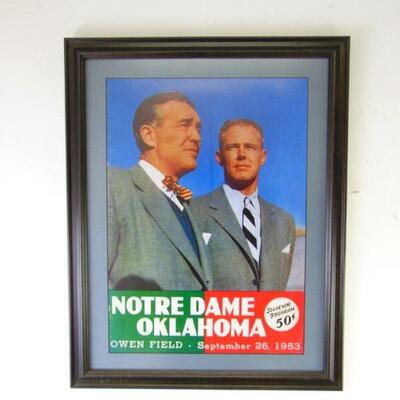 NOTRE DAME
OKLAHOMA
SOUVENIR
PROGRAM
50¢
OWEN FIELD - September 26, 1953